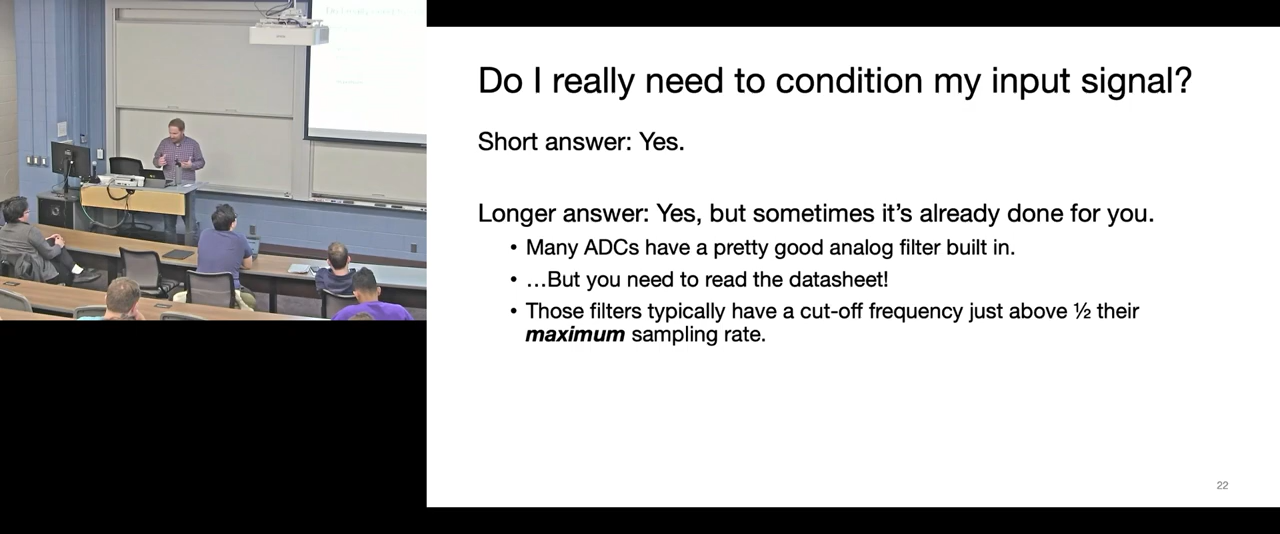 Do I really need to condition my input signal?
Short answer: Yes.
Longer answer: Yes, but sometimes it’s already done for you.
• Many ADCs have a pretty good analog filter built in.
• …But you need to read the datasheet!
• Those filters typically have a cut-off frequency just above ½ their
maximum sampling rate.
22